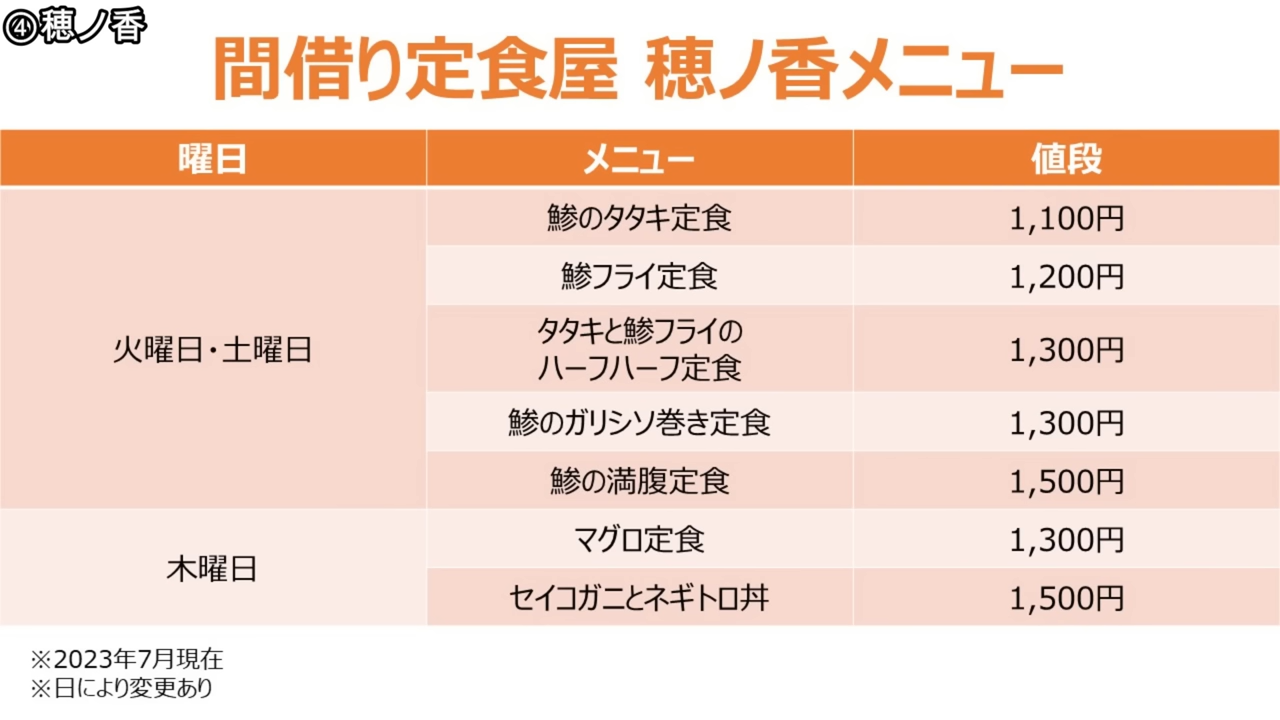 ④穂ノ香
間借り定食屋 穂ノ香メニュー
曜日 メニュー 値段
火曜日・土曜日
鯵のタタキ定食 1,100円
鯵フライ定食 1,200円
タタキと鯵フライの
ハーフハーフ定食 1,300円
鯵のガリシソ巻き定食 1,300円
鯵の満腹定食 1,500円
木曜日
マグロ定食 1,300円
セイコガニとネギトロ丼 1,500円
※2023年7月現在
※日により変更あり